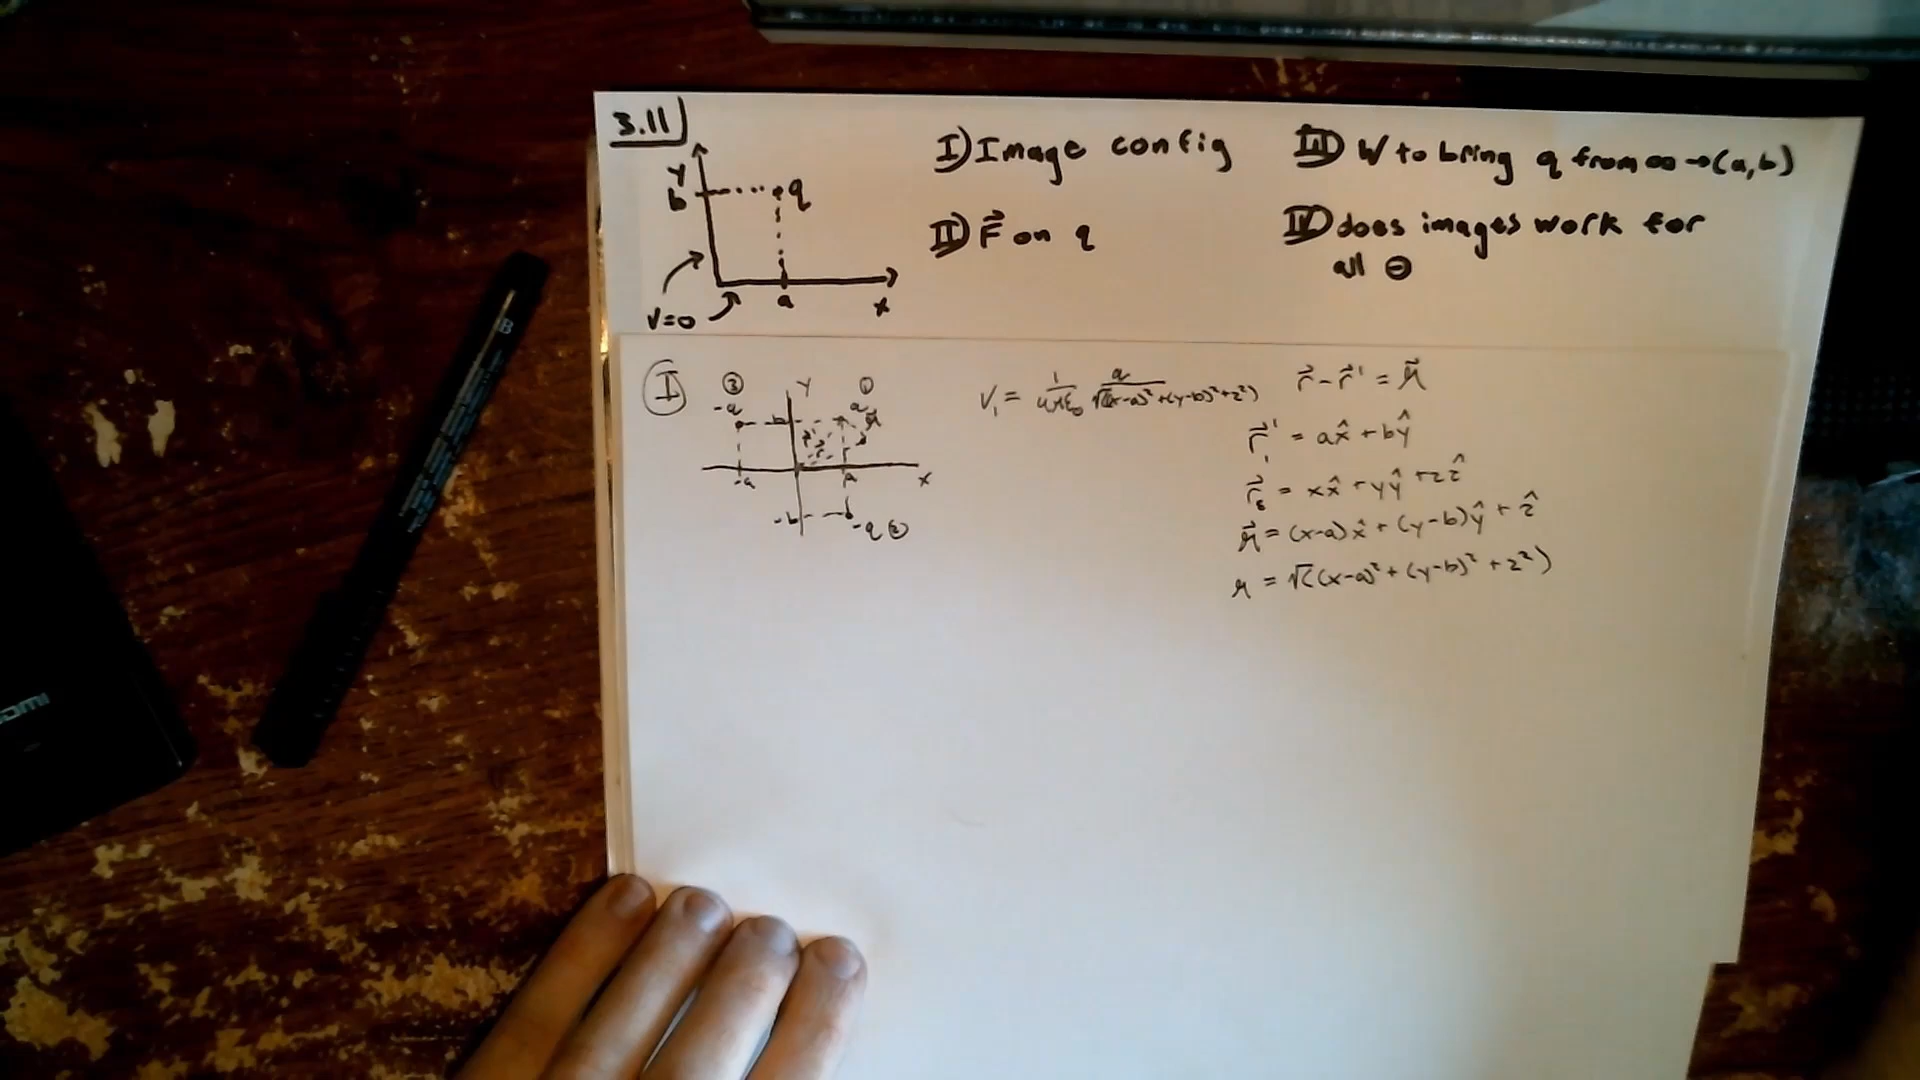 3.11
I) Image config
III) W to bring q from ∞→(a,b)
y
b
q
II) F⃗ on q
IV) does images work for
all Θ
a
x
V=0
I
③
y
①
-q
b
q
-a
a
x
-b
-q ②
V₁ = 1/4πε₀ q/√((x-a)²+(y-b)²+z²)
r⃗ - r⃗' = 𝓇⃗
r⃗₁' = ax̂ + bŷ
r⃗ = xx̂ + yŷ + zẑ
𝓇⃗ = (x-a)x̂ + (y-b)ŷ + ẑ
𝓇 = √((x-a)² + (y-b)² + z²)
B
HDMI